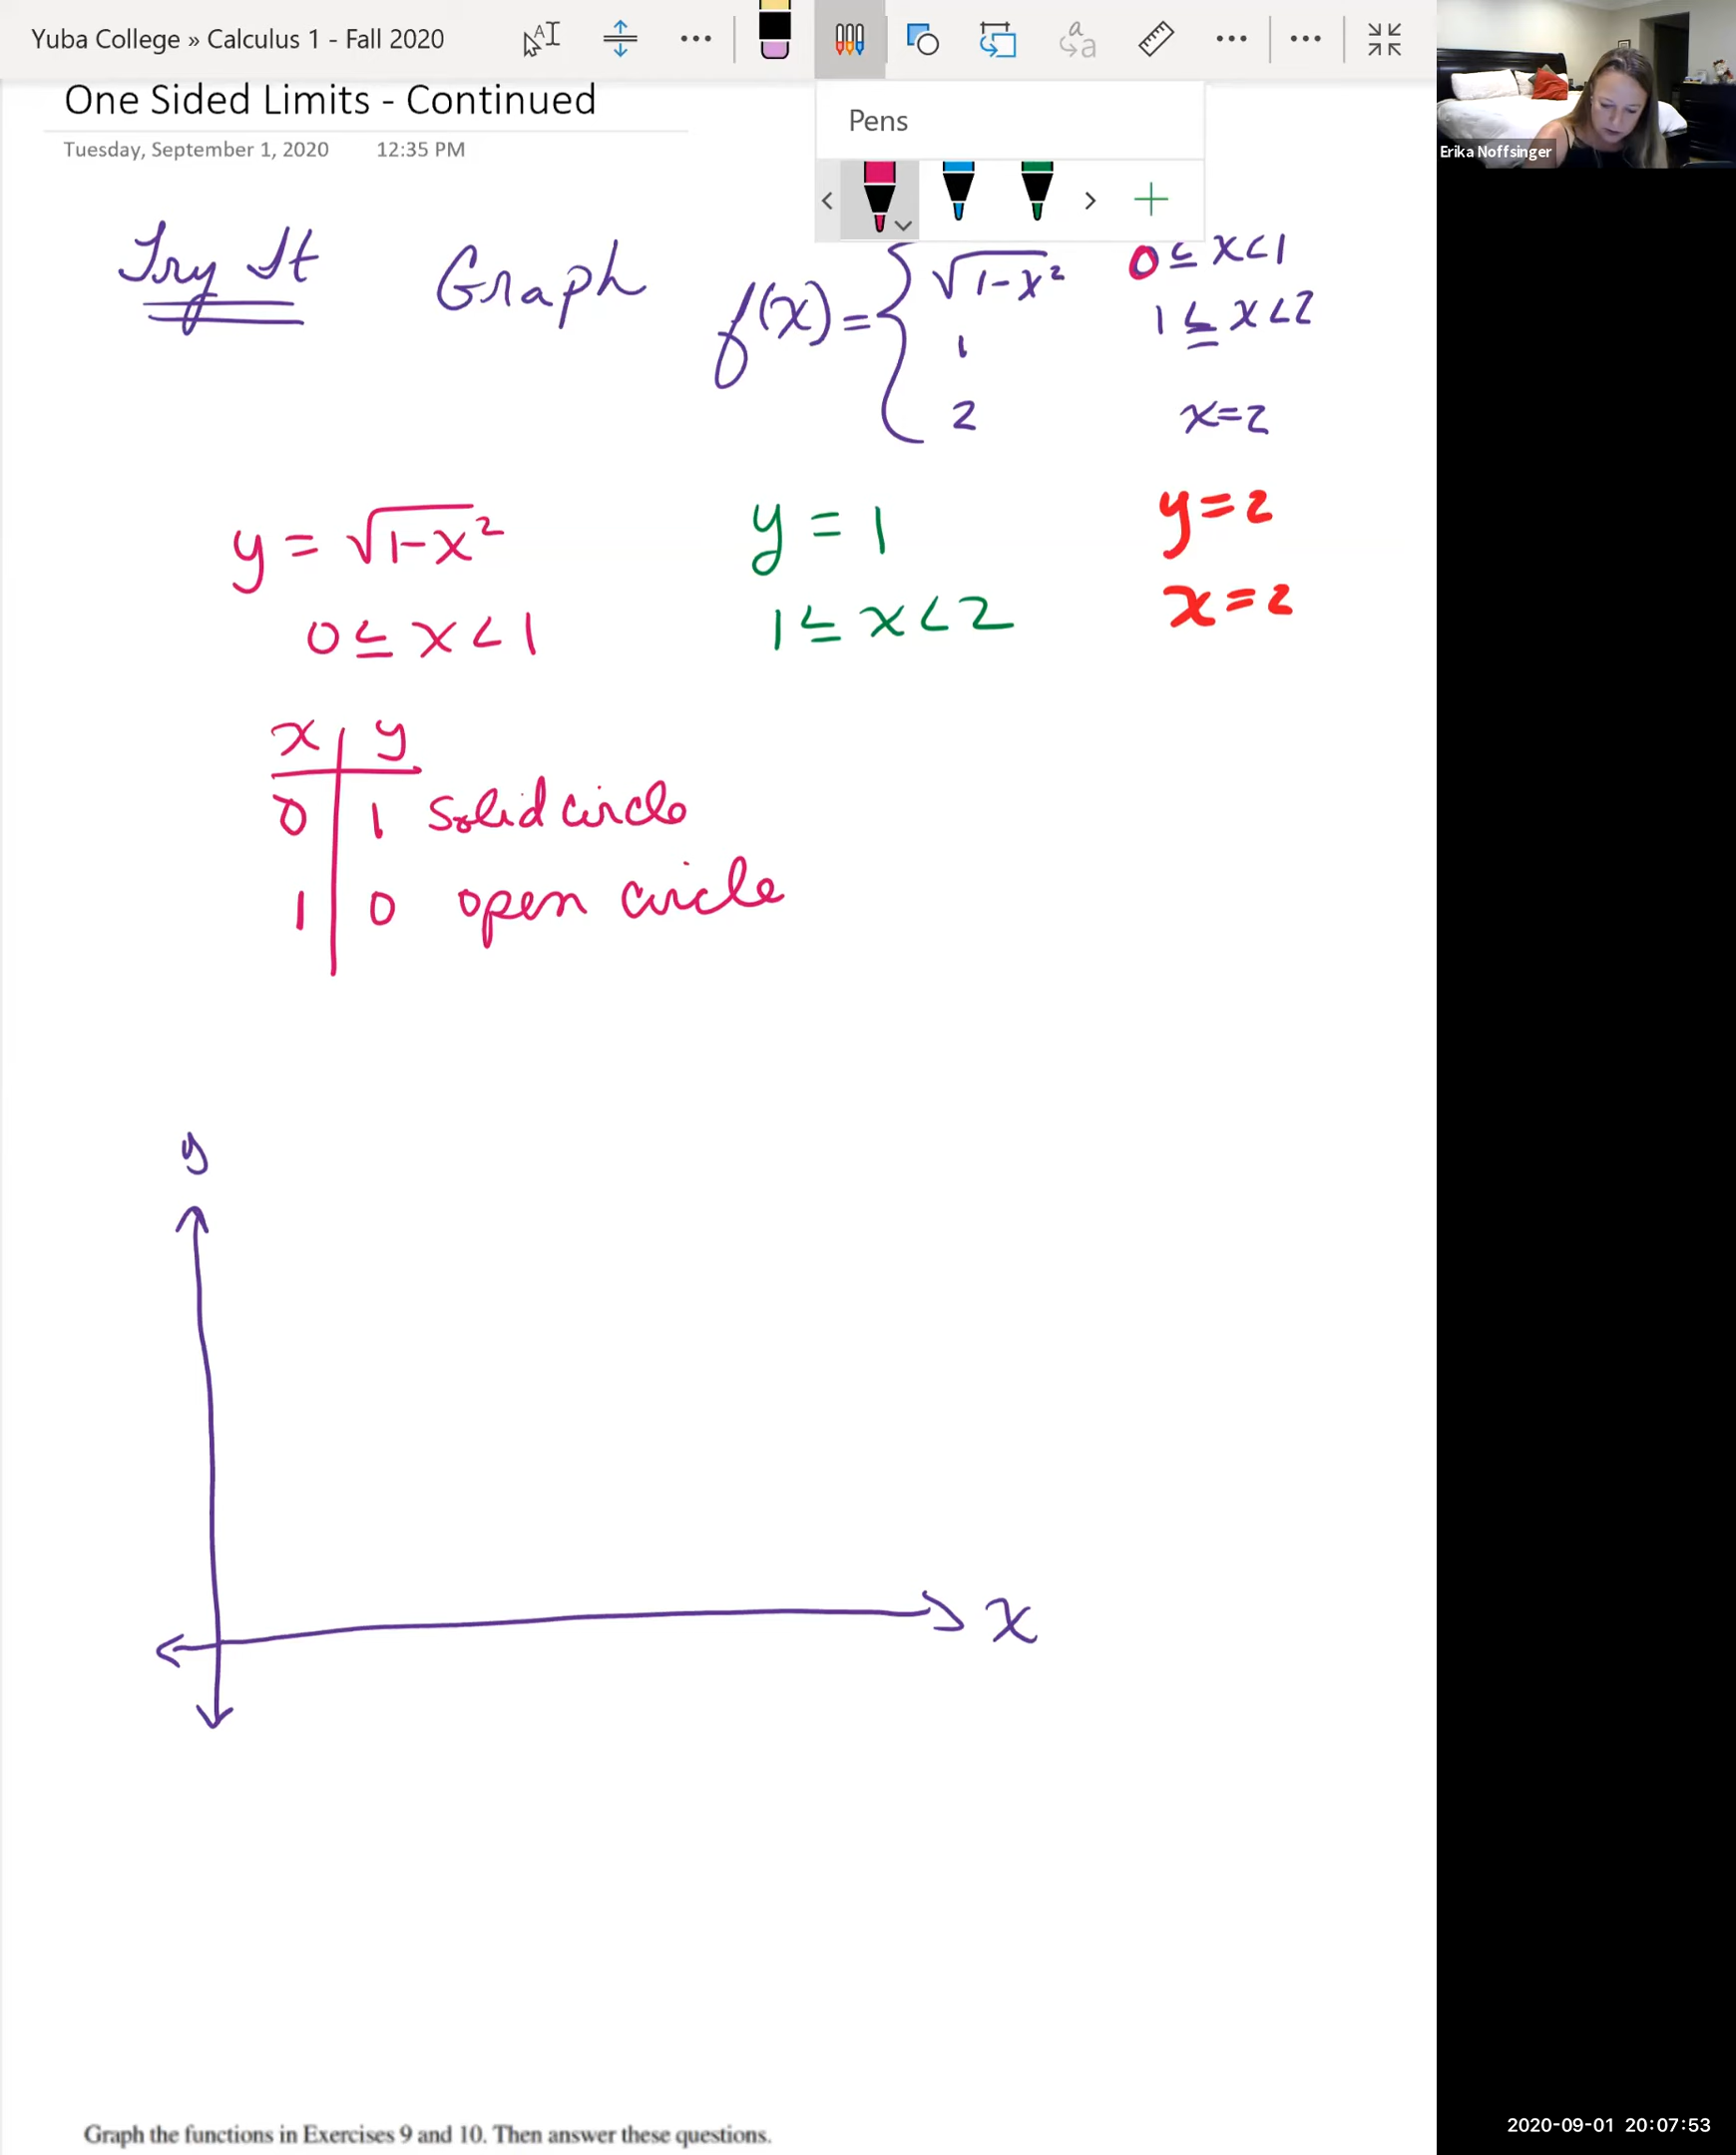 Yuba College » Calculus 1 - Fall 2020
One Sided Limits - Continued
Tuesday, September 1, 2020 12:35 PM
Pens
Erika Noffsinger
Try It Graph f(x) = { √(1-x²) 0 ≤ x < 1
1 1 ≤ x < 2
2 x = 2
y = √(1-x²) y = 1 y = 2
0 ≤ x < 1 1 ≤ x < 2 x = 2
x | y
0 | 1 solid circle
1 | 0 open circle
y
x
Graph the functions in Exercises 9 and 10. Then answer these questions.
2020-09-01 20:07:53